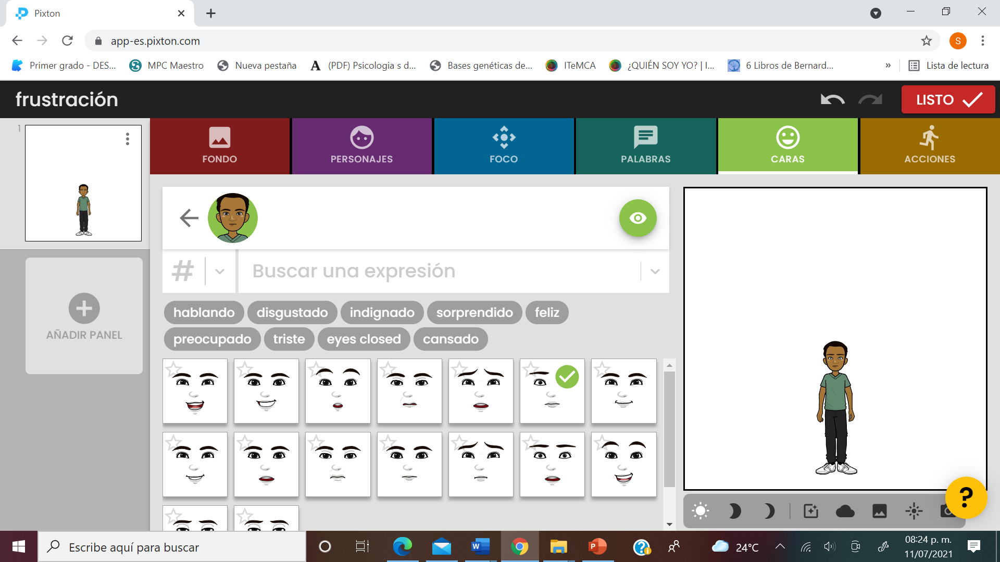 Pixton
app-es.pixton.com
S
Primer grado - DES...
MPC Maestro
Nueva pestaña
(PDF) Psicologia s d...
Bases genéticas de...
ITeMCA
¿QUIÉN SOY YO? | I...
6 Libros de Bernard...
»
Lista de lectura
frustración
LISTO
1
FONDO
PERSONAJES
FOCO
PALABRAS
CARAS
ACCIONES
# Buscar una expresión
AÑADIR PANEL
hablando disgustado indignado sorprendido feliz
preocupado triste eyes closed cansado
?
Escribe aquí para buscar
24°C
08:24 p. m.
11/07/2021